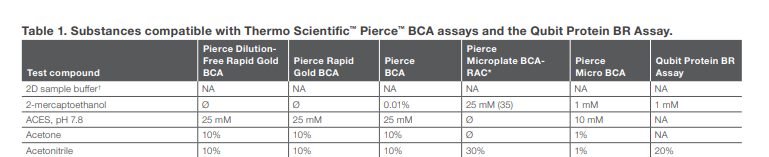 Table 1. Substances compatible with Thermo Scientific™ Pierce™ BCA assays and the Qubit Protein BR Assay.
Test compound Pierce Dilution-Free Rapid Gold BCA Pierce Rapid Gold BCA Pierce BCA Pierce Microplate BCA-RAC* Pierce Micro BCA Qubit Protein BR Assay
2D sample buffer† NA NA NA NA NA NA
2-mercaptoethanol Ø Ø 0.01% 25 mM (35) 1 mM 1 mM
ACES, pH 7.8 25 mM 25 mM 25 mM Ø 10 mM NA
Acetone 10% 10% 10% Ø 1% NA
Acetonitrile 10% 10% 10% 30% 1% 20%